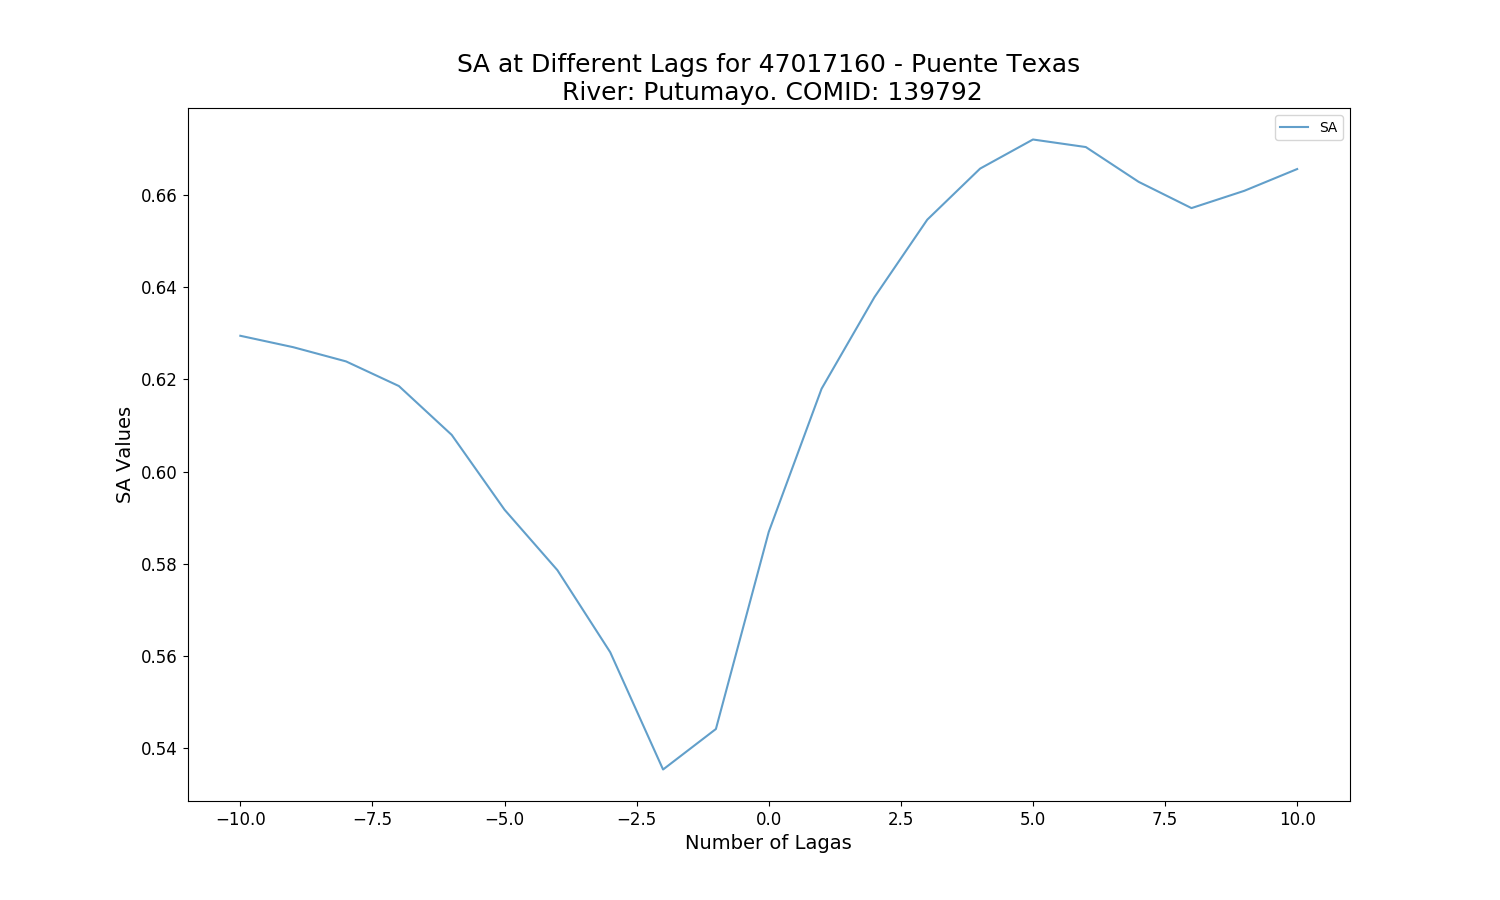 SA at Different Lags for 47017160 - Puente Texas
River: Putumayo. COMID: 139792
SA
0.66
0.64
0.62
0.60
0.58
0.56
0.54
SA Values
−10.0 −7.5 −5.0 −2.5 0.0 2.5 5.0 7.5 10.0
Number of Lagas